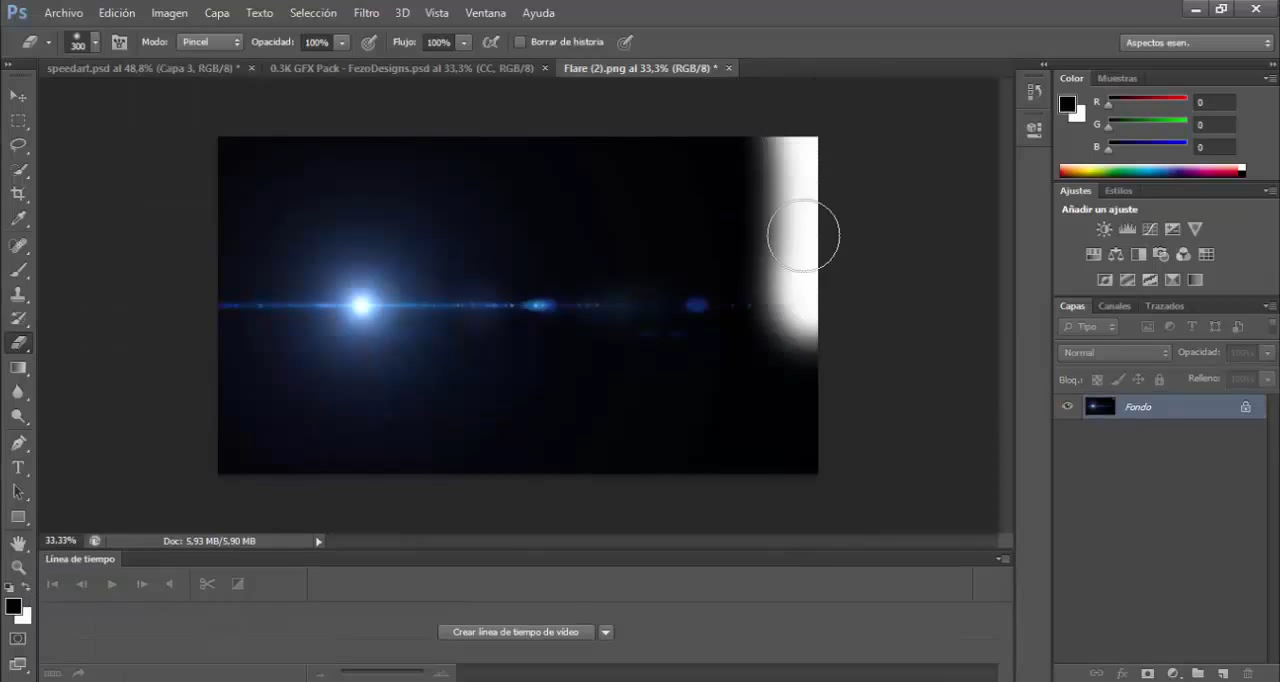 Ps Archivo Edición Imagen Capa Texto Selección Filtro 3D Vista Ventana Ayuda
300 Modo: Pincel Opacidad: 100% Flujo: 100% Borrar de historia Aspectos esen.
speedart.psd al 48,8% (Capa 3, RGB/8) * × 0.3K GFX Pack - FezoDesigns.psd al 33,3% (CC, RGB/8) × Flare (2).png al 33,3% (RGB/8) * ×
Color Muestras
R 0
G 0
B 0
Ajustes Estilos
Añadir un ajuste
Capas Canales Trazados
Tipo
Normal Opacidad: 100%
Bloq.: Relleno: 100%
Fondo
T
33.33% Doc: 5,93 MB/5,90 MB
Línea de tiempo
Crear línea de tiempo de vídeo